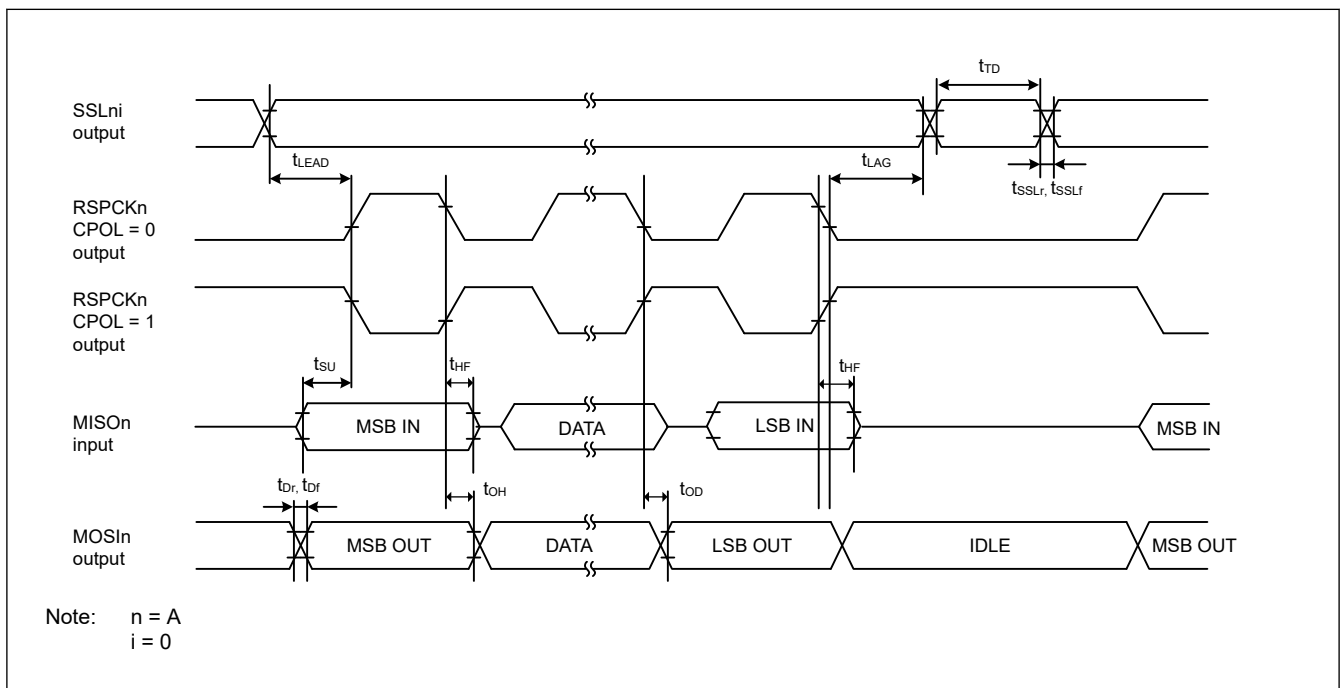 tTD
SSLni
output
tLEAD
tLAG
tSSLr, tSSLf
RSPCKn
CPOL = 0
output
RSPCKn
CPOL = 1
output
tSU
tHF
tHF
MISOn
input
MSB IN
DATA
LSB IN
MSB IN
tDr, tDf
tOH
tOD
MOSIn
output
MSB OUT
DATA
LSB OUT
IDLE
MSB OUT
Note: n = A
i = 0